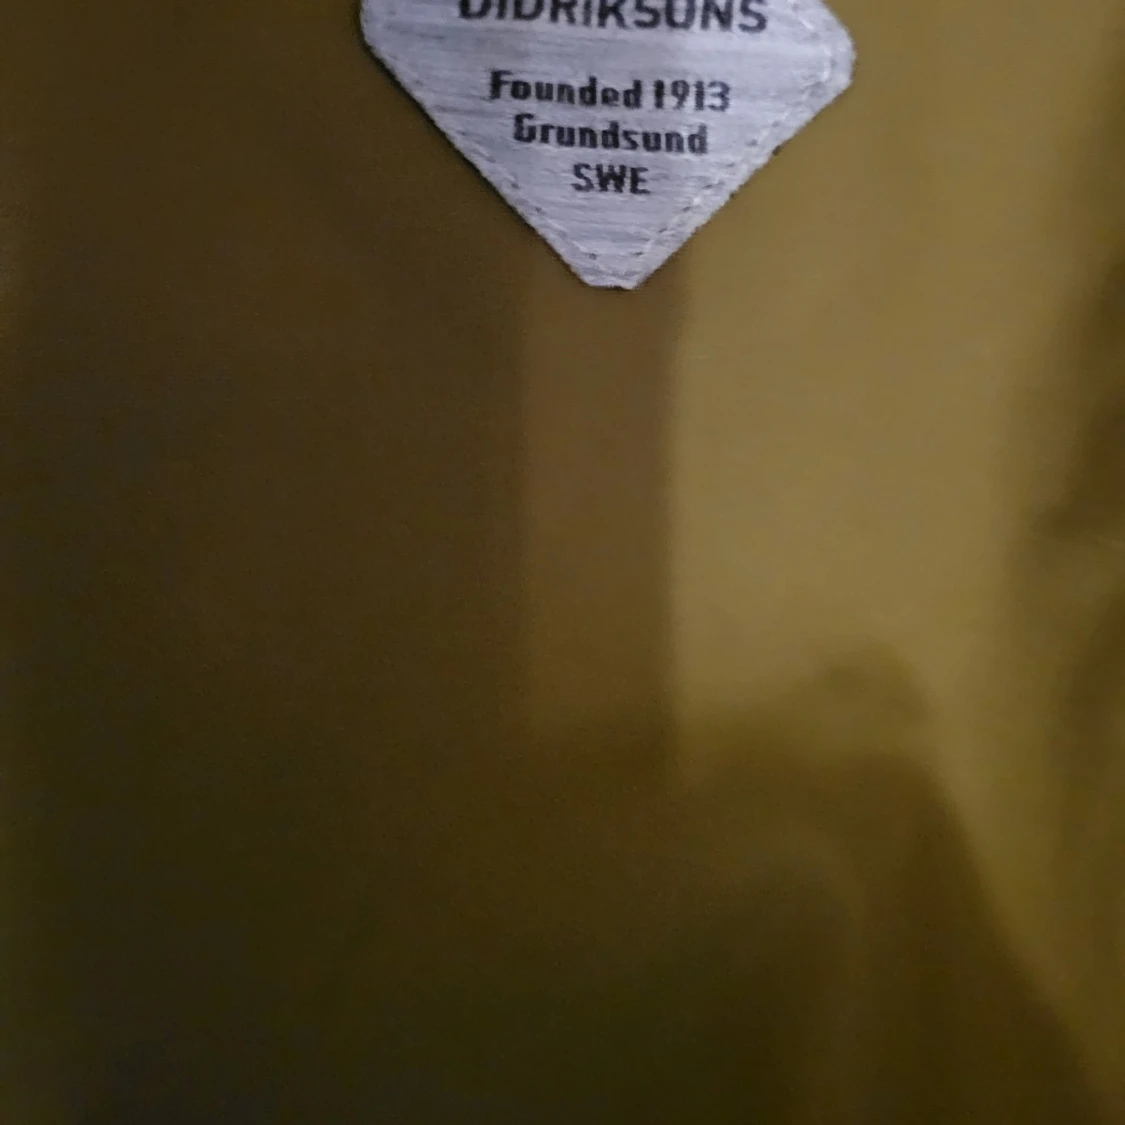 DIDRIKSONS
Founded 1913
Grundsund
SWE